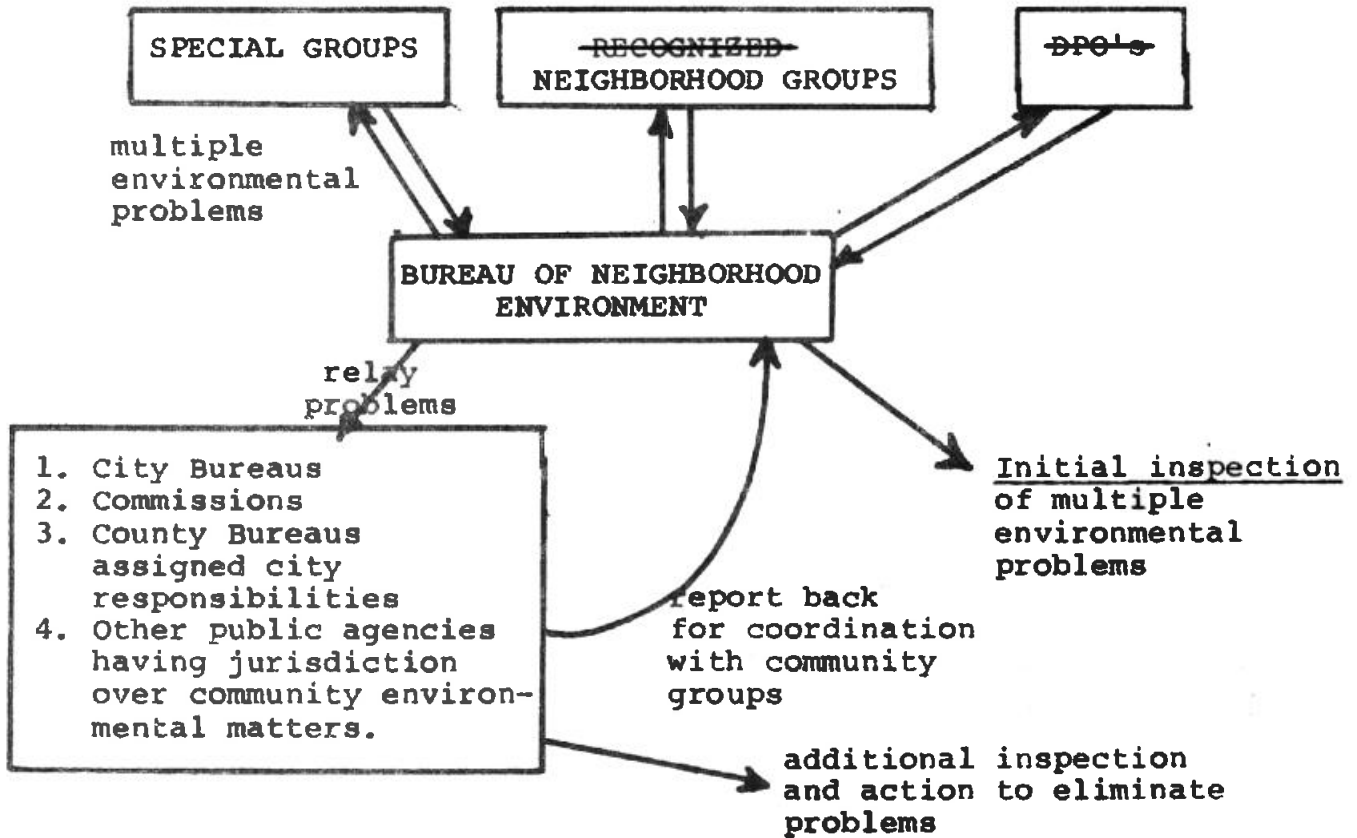 SPECIAL GROUPS
RECOGNIZED
NEIGHBORHOOD GROUPS
DPO's
multiple
environmental
problems
BUREAU OF NEIGHBORHOOD
ENVIRONMENT
relay
problems
1. City Bureaus
2. Commissions
3. County Bureaus
assigned city
responsibilities
4. Other public agencies
having jurisdiction
over community environ-
mental matters.
Initial inspection
of multiple
environmental
problems
report back
for coordination
with community
groups
additional inspection
and action to eliminate
problems